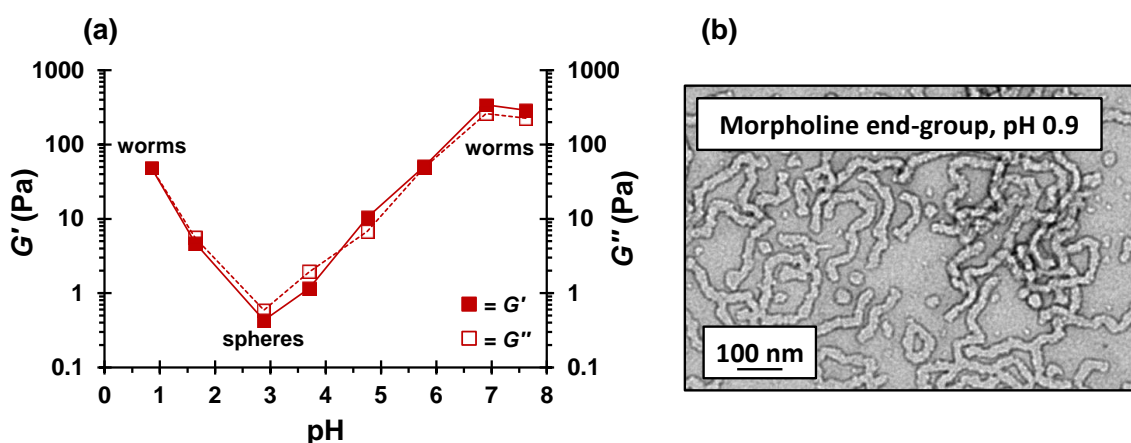 (a)
1000
100
10
1
0.1
G′ (Pa)
worms
spheres
worms
= G′
= G″
1000
100
10
1
0.1
G″ (Pa)
0 1 2 3 4 5 6 7 8
pH
(b)
Morpholine end-group, pH 0.9
100 nm